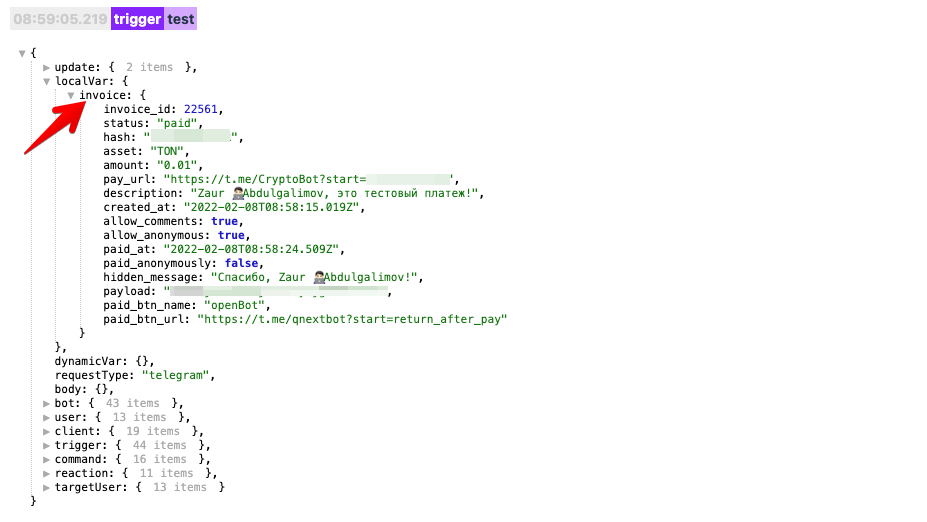 08:59:05.219 trigger test
{
update: { 2 items },
localVar: {
invoice: {
invoice_id: 22561,
status: "paid",
hash: "",
asset: "TON",
amount: "0.01",
pay_url: "https://t.me/CryptoBot?start=",
description: "Zaur 👨🏻‍💻Abdulgalimov, это тестовый платеж!",
created_at: "2022-02-08T08:58:15.019Z",
allow_comments: true,
allow_anonymous: true,
paid_at: "2022-02-08T08:58:24.509Z",
paid_anonymously: false,
hidden_message: "Спасибо, Zaur 👨🏻‍💻Abdulgalimov!",
payload: "
paid_btn_name: "openBot",
paid_btn_url: "https://t.me/qnextbot?start=return_after_pay"
}
},
dynamicVar: {},
requestType: "telegram",
body: {},
bot: { 43 items },
user: { 13 items },
client: { 19 items },
trigger: { 44 items },
command: { 16 items },
reaction: { 11 items },
targetUser: { 13 items }
}